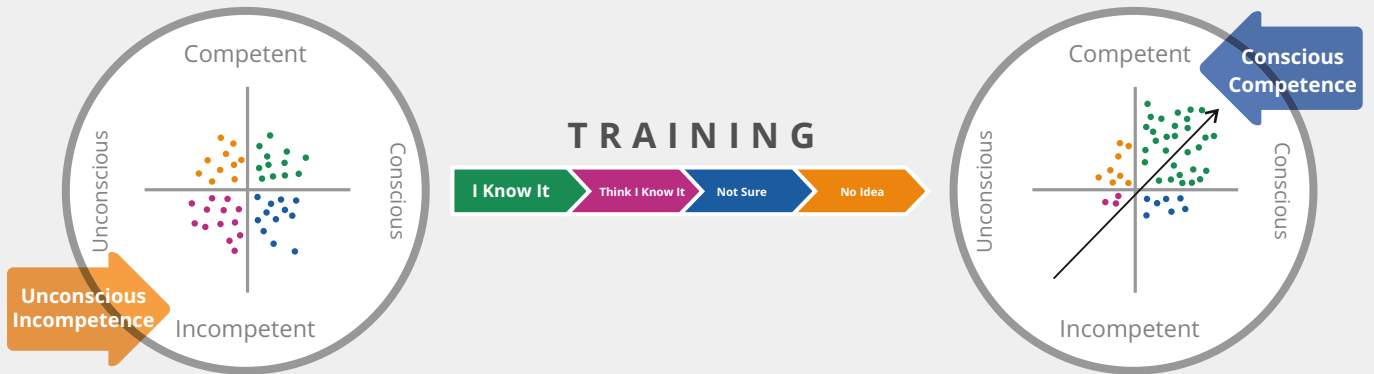 Competent
Unconscious
Conscious
Incompetent
Unconscious
Incompetence
TRAINING
I Know It
Think I Know It
Not Sure
No Idea
Competent
Unconscious
Conscious
Incompetent
Conscious
Competence